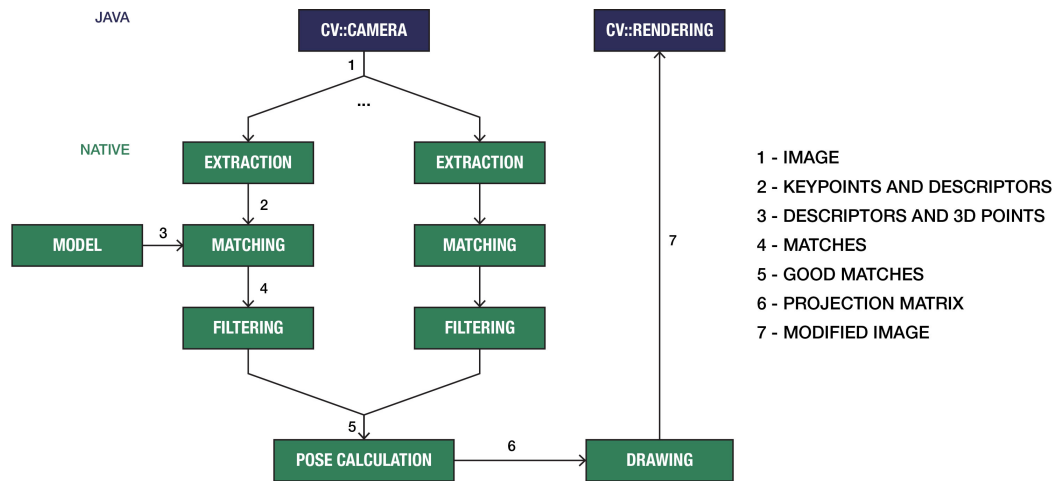 JAVA
CV::CAMERA
CV::RENDERING
1
...
NATIVE
EXTRACTION
EXTRACTION
2
MODEL
3
MATCHING
MATCHING
4
FILTERING
FILTERING
5
POSE CALCULATION
6
DRAWING
7
1 - IMAGE
2 - KEYPOINTS AND DESCRIPTORS
3 - DESCRIPTORS AND 3D POINTS
4 - MATCHES
5 - GOOD MATCHES
6 - PROJECTION MATRIX
7 - MODIFIED IMAGE